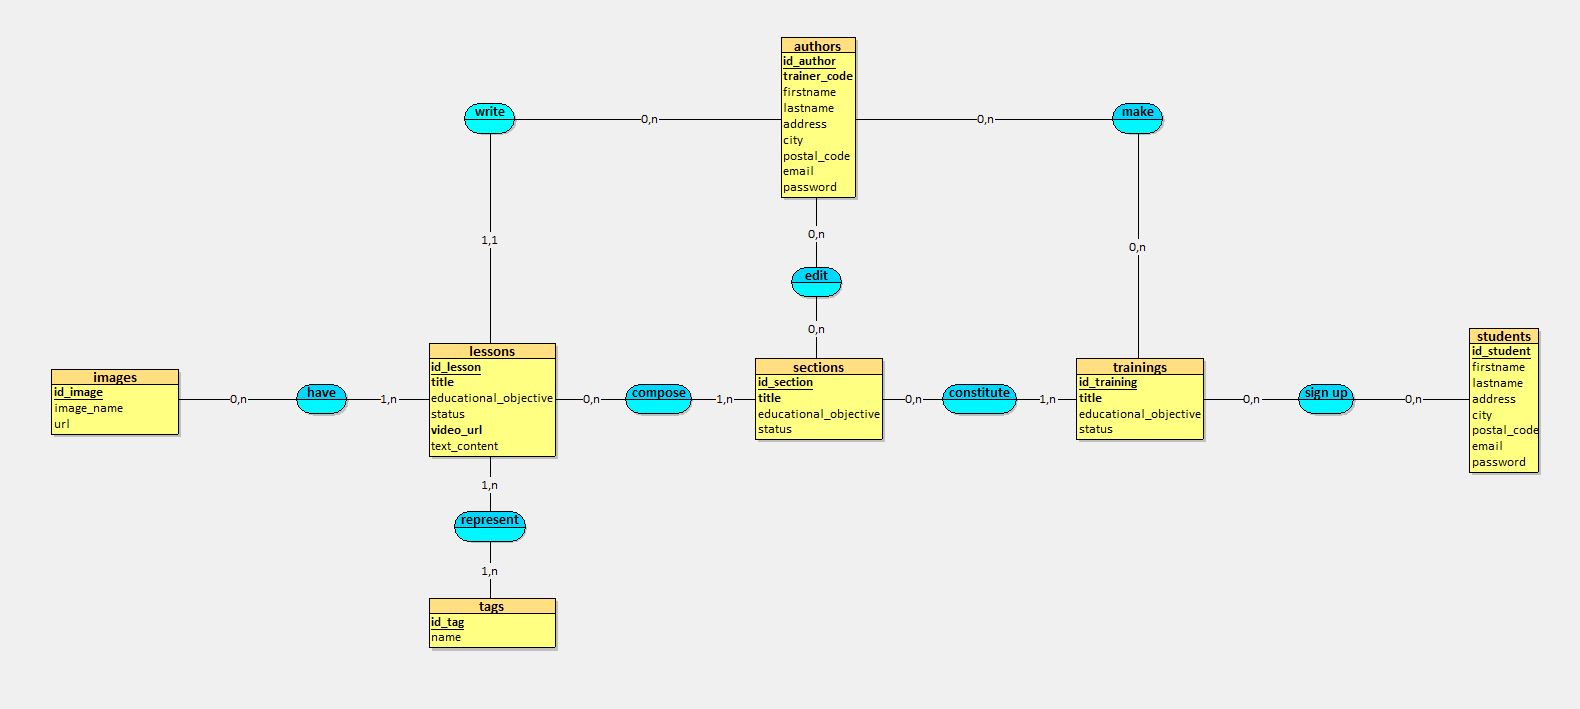 authors
id_author
trainer_code
firstname
lastname
address
city
postal_code
email
password
write
0,n
0,n
make
1,1
0,n
edit
0,n
0,n
images
id_image
image_name
url
0,n
have
1,n
lessons
id_lesson
title
educational_objective
status
video_url
text_content
0,n
compose
1,n
sections
id_section
title
educational_objective
status
0,n
constitute
1,n
trainings
id_training
title
educational_objective
status
0,n
sign up
0,n
students
id_student
firstname
lastname
address
city
postal_code
email
password
1,n
represent
1,n
tags
id_tag
name